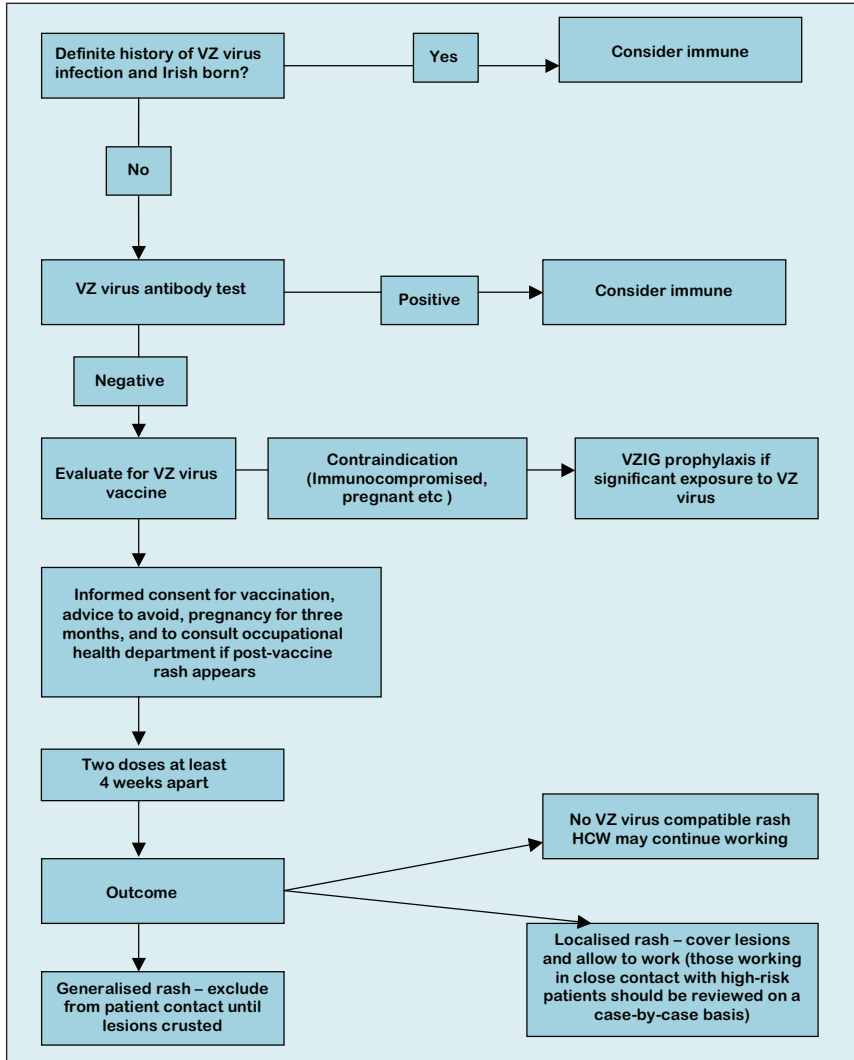 Definite history of VZ virus
infection and Irish born?
Yes
Consider immune
No
VZ virus antibody test
Positive
Consider immune
Negative
Evaluate for VZ virus
vaccine
Contraindication
(Immunocompromised,
pregnant etc )
VZIG prophylaxis if
significant exposure to VZ
virus
Informed consent for vaccination,
advice to avoid, pregnancy for three
months, and to consult occupational
health department if post-vaccine
rash appears
Two doses at least
4 weeks apart
Outcome
No VZ virus compatible rash
HCW may continue working
Localised rash – cover lesions
and allow to work (those working
in close contact with high-risk
patients should be reviewed on a
case-by-case basis)
Generalised rash – exclude
from patient contact until
lesions crusted